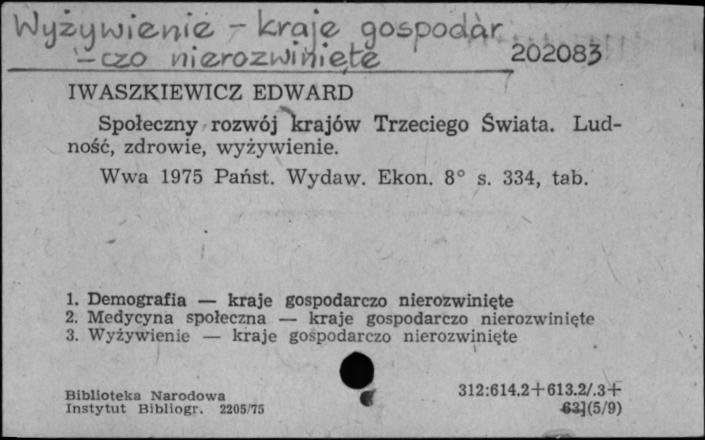 Wyżywienie - kraje gospodar
-czo nierozwinięte 202083
IWASZKIEWICZ EDWARD
Społeczny rozwój krajów Trzeciego Świata. Lud-
ność, zdrowie, wyżywienie.
Wwa 1975 Państ. Wydaw. Ekon. 8° s. 334, tab.
1. Demografia — kraje gospodarczo nierozwinięte
2. Medycyna społeczna — kraje gospodarczo nierozwinięte
3. Wyżywienie — kraje gospodarczo nierozwinięte
Biblioteka Narodowa 312:614.2+613.2/.3+
Instytut Bibliogr. 2205/75 63](5/9)